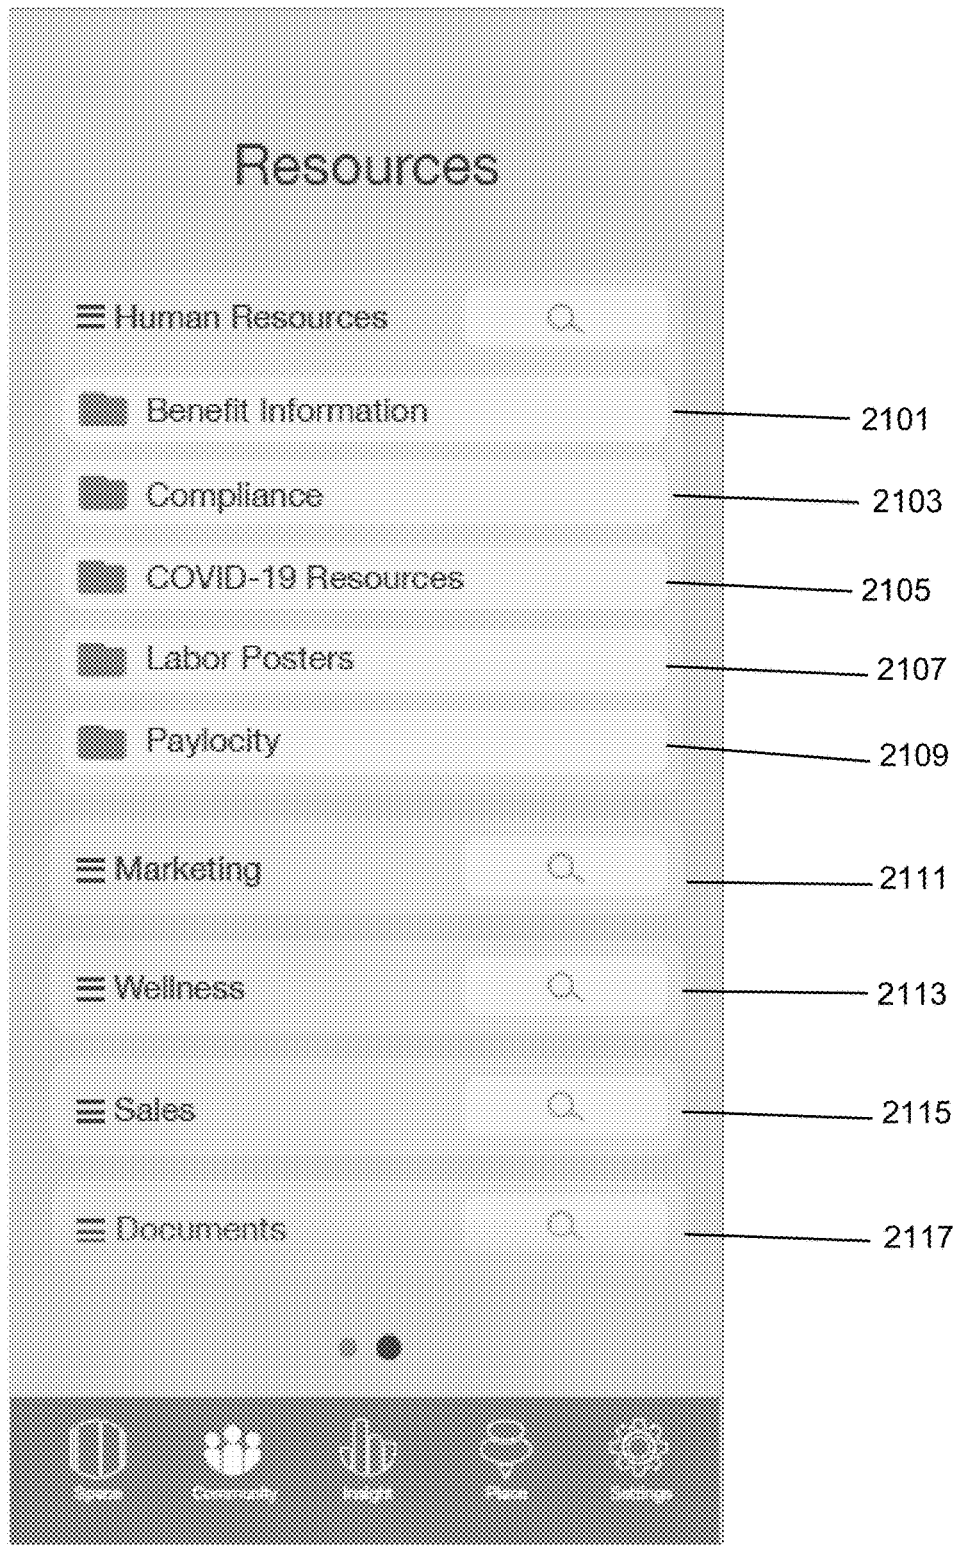 Resources
Human Resources
Benefit Information 2101
Compliance 2103
COVID-19 Resources 2105
Labor Posters 2107
Paylocity 2109
Marketing 2111
Wellness 2113
Sales 2115
Documents 2117
Community